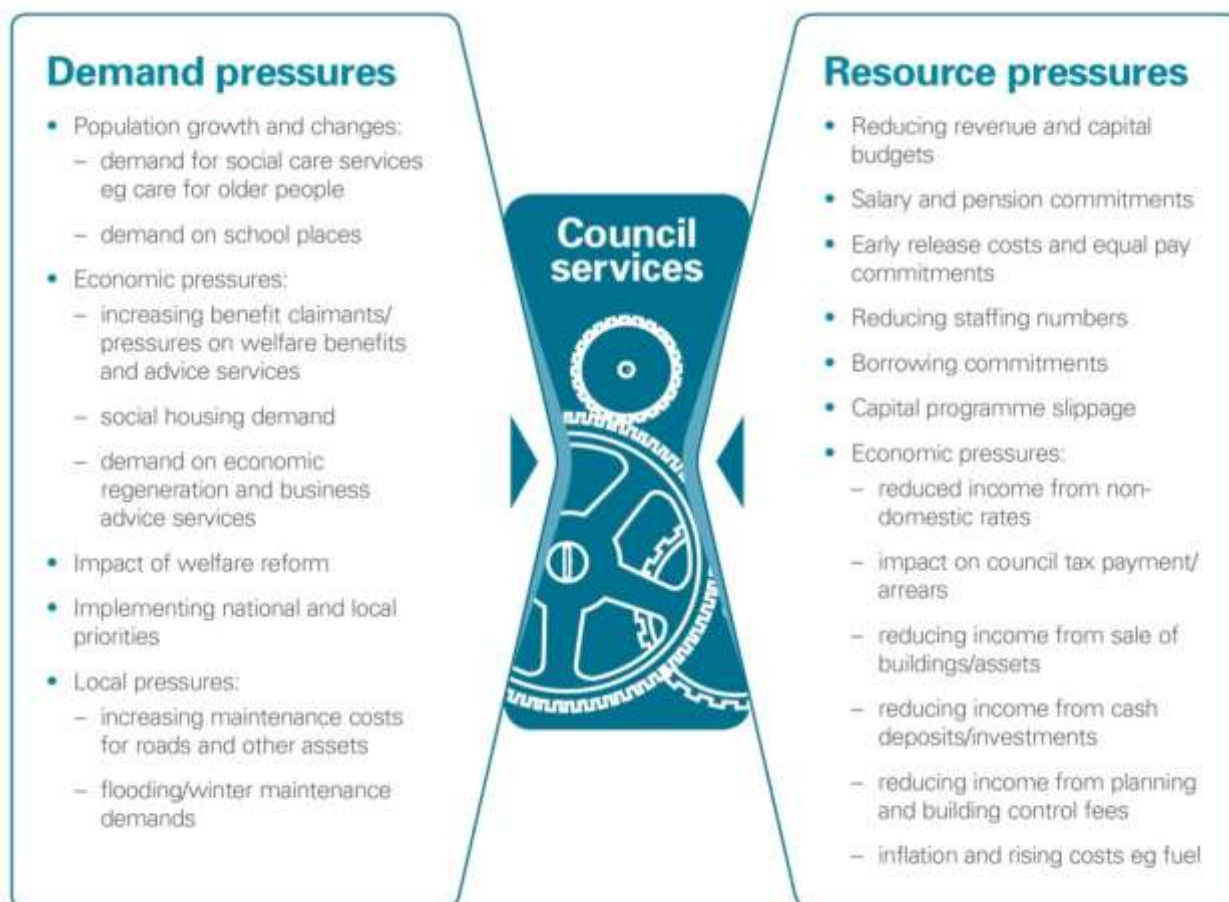 Demand pressures
• Population growth and changes:
– demand for social care services
eg care for older people
– demand on school places
• Economic pressures:
– increasing benefit claimants/
pressures on welfare benefits
and advice services
– social housing demand
– demand on economic
regeneration and business
advice services
• Impact of welfare reform
• Implementing national and local
priorities
• Local pressures:
– increasing maintenance costs
for roads and other assets
– flooding/winter maintenance
demands
Council
services
Resource pressures
• Reducing revenue and capital
budgets
• Salary and pension commitments
• Early release costs and equal pay
commitments
• Reducing staffing numbers
• Borrowing commitments
• Capital programme slippage
• Economic pressures:
– reduced income from non-
domestic rates
– impact on council tax payment/
arrears
– reducing income from sale of
buildings/assets
– reducing income from cash
deposits/investments
– reducing income from planning
and building control fees
– inflation and rising costs eg fuel